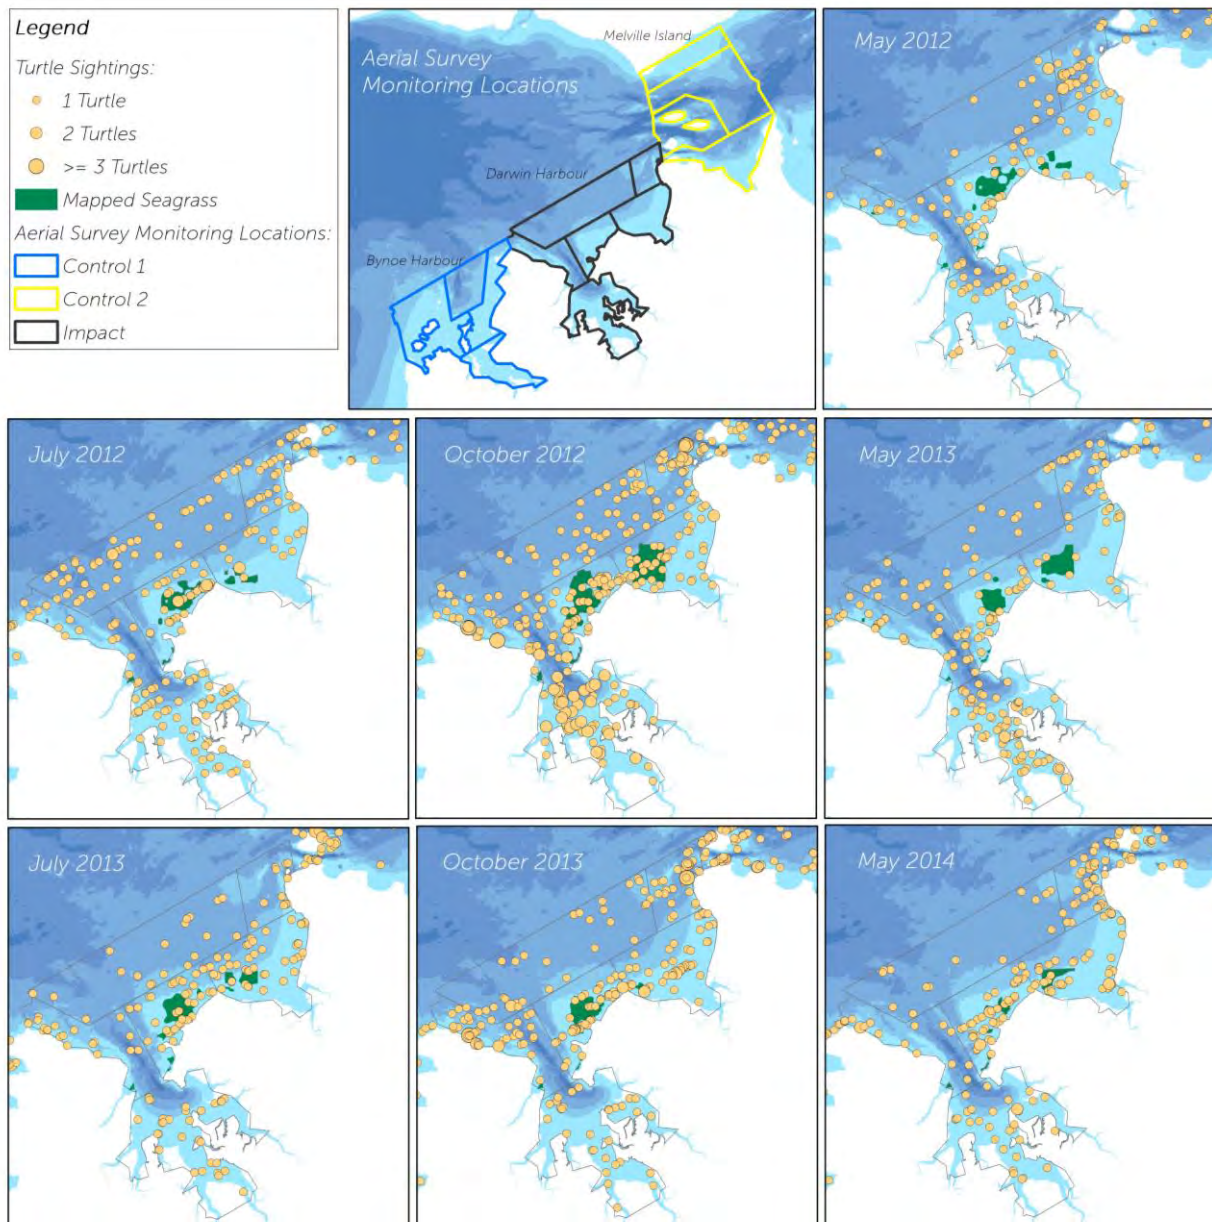 Legend
Turtle Sightings:
1 Turtle
2 Turtles
>= 3 Turtles
Mapped Seagrass
Aerial Survey Monitoring Locations:
Control 1
Control 2
Impact
Aerial Survey
Monitoring Locations
Melville Island
Darwin Harbour
Bynoe Harbour
May 2012
July 2012
October 2012
May 2013
July 2013
October 2013
May 2014